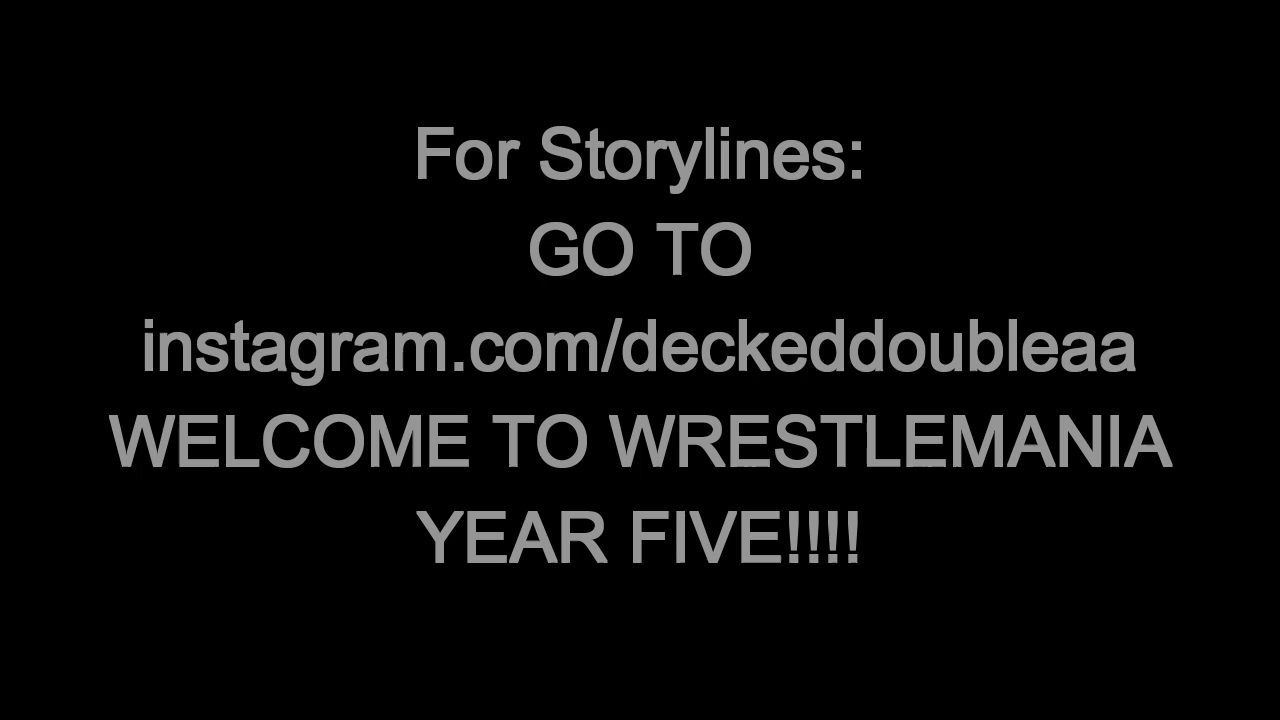 For Storylines:
GO TO
instagram.com/deckeddoubleaa
WELCOME TO WRESTLEMANIA
YEAR FIVE!!!!